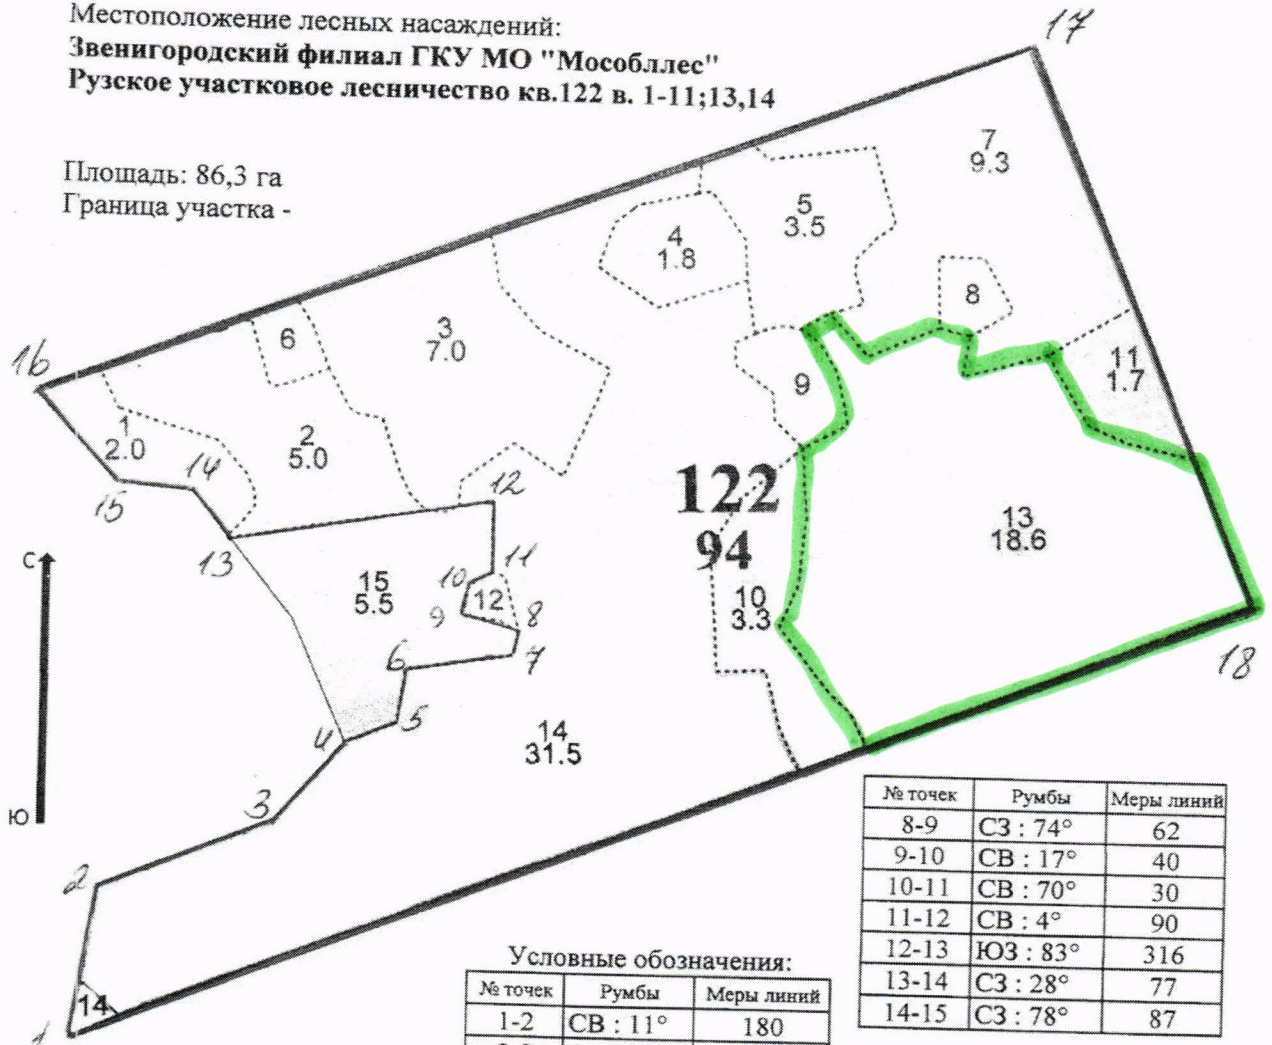 Местоположение лесных насаждений:
Звенигородский филиал ГКУ МО "Мособллес"
Рузское участковое лесничество кв.122 в. 1-11;13,14
Площадь: 86,3 га
Граница участка -
17
7
9.3
5
3.5
4
1.8
8
6
3
7.0
16
9
11
1.7
1
2.0
2
5.0
14
15
12
122
94
13
18.6
13
11
С
15
5.5
10
12
9
8
10
3.3
6
7
18
5
4
14
31.5
3
Ю
2
14
1
№ точек Румбы Меры линий
8-9 СЗ : 74° 62
9-10 СВ : 17° 40
10-11 СВ : 70° 30
11-12 СВ : 4° 90
12-13 ЮЗ : 83° 316
13-14 СЗ : 28° 77
14-15 СЗ : 78° 87
Условные обозначения:
№ точек Румбы Меры линий
1-2 СВ : 11° 180